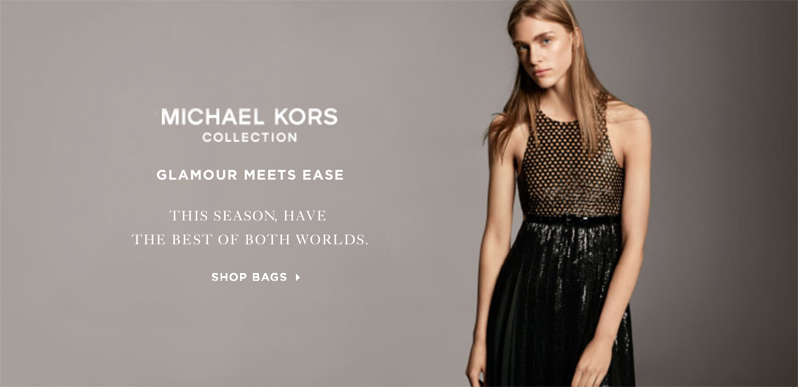 MICHAEL KORS
COLLECTION
GLAMOUR MEETS EASE
THIS SEASON, HAVE
THE BEST OF BOTH WORLDS.
SHOP BAGS